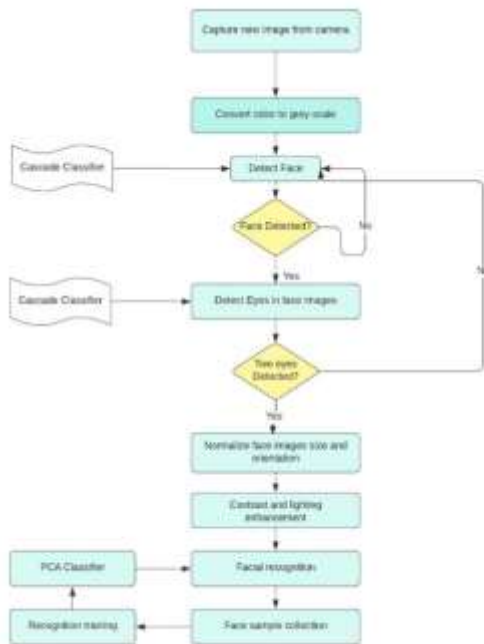 Capture new image from camera
Convert color to grey-scale
Cascade Classifier
Detect Face
Face Detected?
No
Yes
Cascade Classifier
Detect Eyes in face images
N
Two eyes
Detected?
Yes
Normalize face images size and
orientation
Contrast and lighting
enhancement
PCA Classifier
Facial recognition
Recognition training
Face sample collection